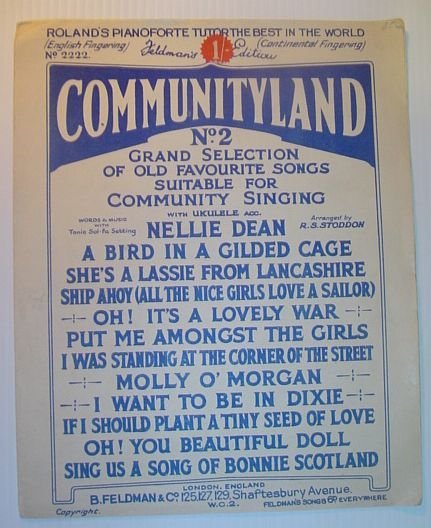 ROLAND'S PIANOFORTE TUTOR THE BEST IN THE WORLD
(English Fingering) (Continental Fingering)
Nº 2222. Feldman's 1/- Edition
COMMUNITYLAND
Nº 2
GRAND SELECTION
OF OLD FAVOURITE SONGS
SUITABLE FOR
COMMUNITY SINGING
WITH UKULELE ACC.
WORDS & MUSIC
WITH
Tonic Sol-Fa Setting
NELLIE DEAN
Arranged by
R.S. STODDON
A BIRD IN A GILDED CAGE
SHE'S A LASSIE FROM LANCASHIRE
SHIP AHOY (ALL THE NICE GIRLS LOVE A SAILOR)
OH! IT'S A LOVELY WAR
PUT ME AMONGST THE GIRLS
I WAS STANDING AT THE CORNER OF THE STREET
MOLLY O' MORGAN
I WANT TO BE IN DIXIE
IF I SHOULD PLANT A TINY SEED OF LOVE
OH! YOU BEAUTIFUL DOLL
SING US A SONG OF BONNIE SCOTLAND
LONDON, ENGLAND
B. FELDMAN & Cº 125, 127, 129, Shaftesbury Avenue.
W.C.2.
FELDMAN'S SONGS 6D EVERYWHERE
Copyright.